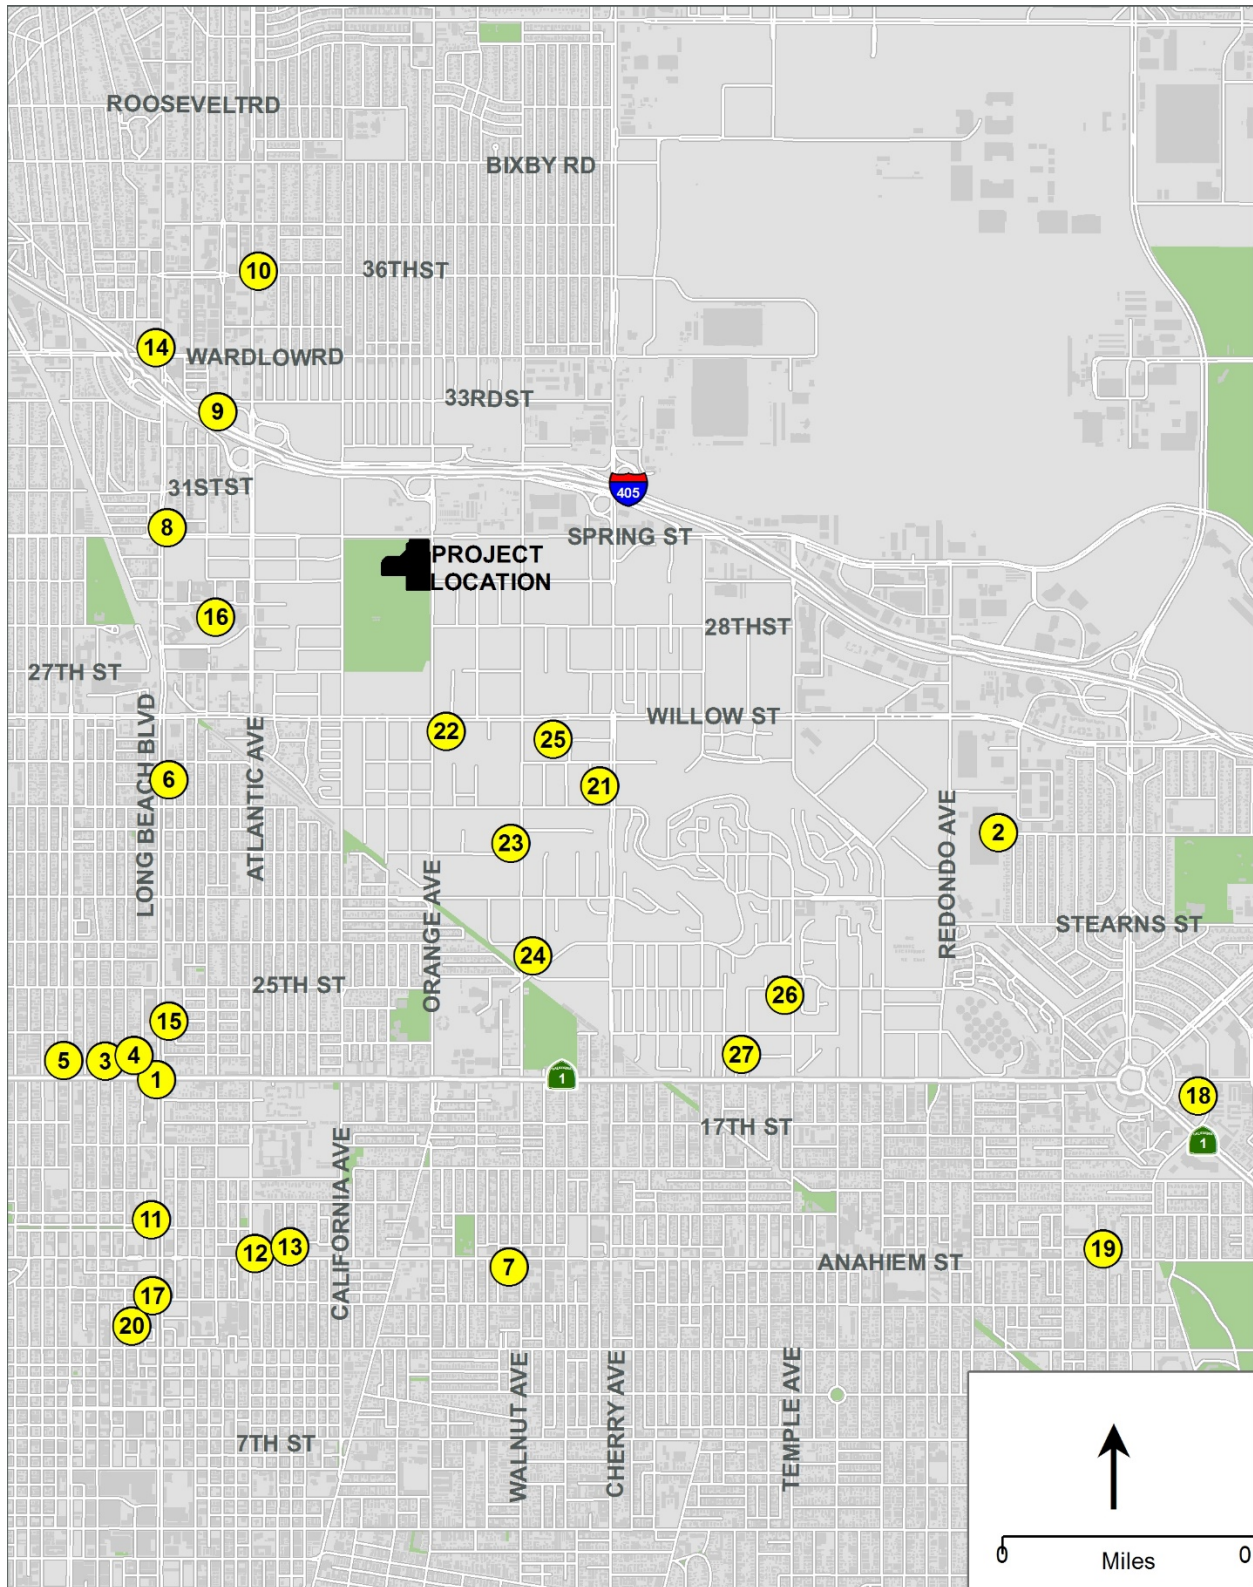 ROOSEVELTRD
BIXBY RD
10
36THST
14
WARDLOWRD
9
33RDST
31STST
405
8
SPRING ST
PROJECT
LOCATION
16
28THST
27TH ST
LONG BEACH BLVD
ATLANTIC AVE
22
WILLOW ST
25
6
21
23
REDONDO AVE
2
ORANGE AVE
STEARNS ST
24
25TH ST
26
15
5
3
4
1
27
1
18
17TH ST
1
CALIFORNIA AVE
11
12
13
7
ANAHIEM ST
19
17
20
WALNUT AVE
CHERRY AVE
TEMPLE AVE
7TH ST
0
Miles
0